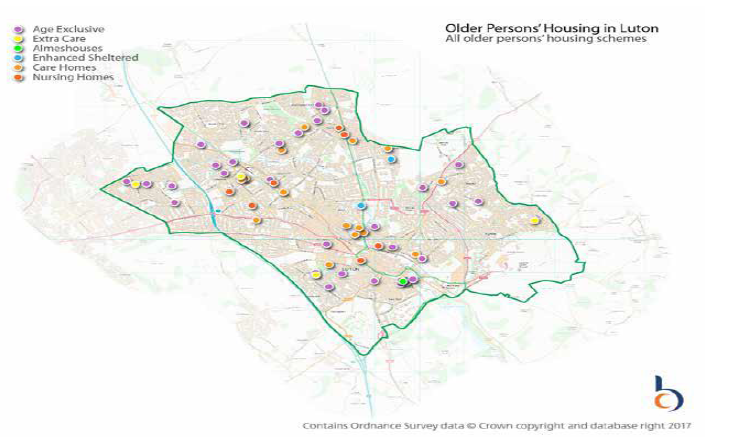 Age Exclusive
Extra Care
Almeshouses
Enhanced Sheltered
Care Homes
Nursing Homes
Older Persons' Housing in Luton
All older persons' housing schemes
LUTON
Contains Ordnance Survey data © Crown copyright and database right 2017